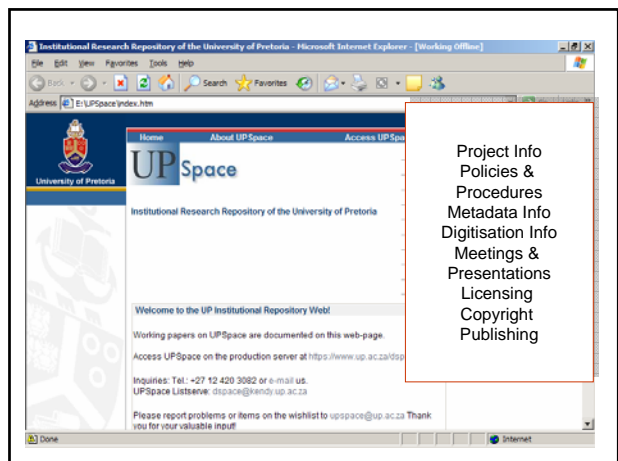 Institutional Research Repository of the University of Pretoria - Microsoft Internet Explorer - [Working Offline]
File Edit View Favorites Tools Help
Back Search Favorites
Address E:\UPSpace\index.htm
Home About UPSpace Access UPSpa
University of Pretoria
UP Space
Institutional Research Repository of the University of Pretoria
Welcome to the UP Institutional Repository Web!
Working papers on UPSpace are documented on this web-page.
Access UPSpace on the production server at https://www.up.ac.za/dsp
Inquiries: Tel.: +27 12 420 3082 or e-mail us.
UPSpace Listserve: dspace@kendy.up.ac.za
Please report problems or items on the wishlist to upspace@up.ac.za Thank
you for your valuable input!
Project Info
Policies &
Procedures
Metadata Info
Digitisation Info
Meetings &
Presentations
Licensing
Copyright
Publishing
Done Internet